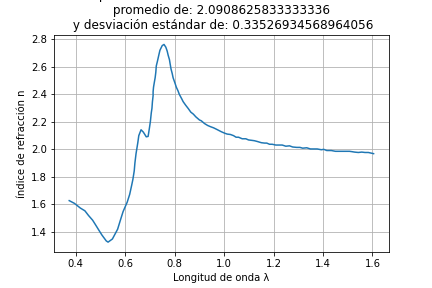 promedio de: 2.0908625833333336
y desviación estándar de: 0.33526934568964056
2.8
2.6
2.4
2.2
2.0
1.8
1.6
1.4
índice de refracción n
0.4 0.6 0.8 1.0 1.2 1.4 1.6
Longitud de onda λ